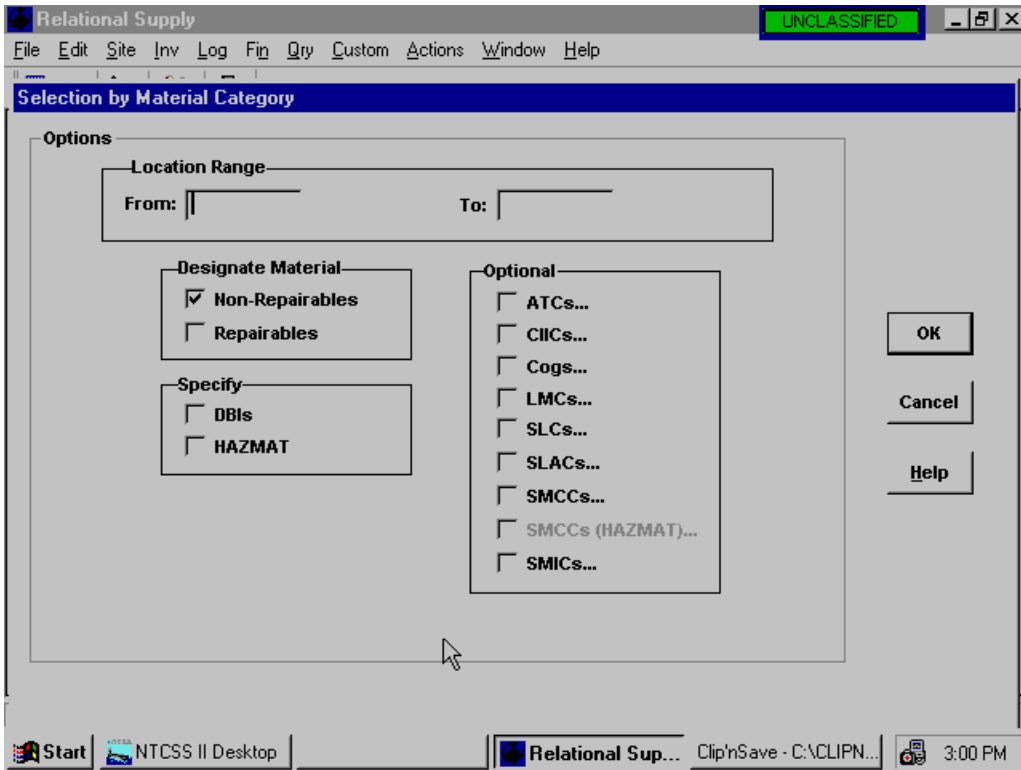 Relational Supply UNCLASSIFIED
File Edit Site Inv Log Fin Qry Custom Actions Window Help
Selection by Material Category
Options
Location Range
From: To:
Designate Material
Non-Repairables
Repairables
Specify
DBIs
HAZMAT
Optional
ATCs...
CIICs...
Cogs...
LMCs...
SLCs...
SLACs...
SMCCs...
SMCCs (HAZMAT)...
SMICs...
OK
Cancel
Help
Start NTCSS II Desktop Relational Sup... Clip'nSave - C:\CLIPN... 3:00 PM